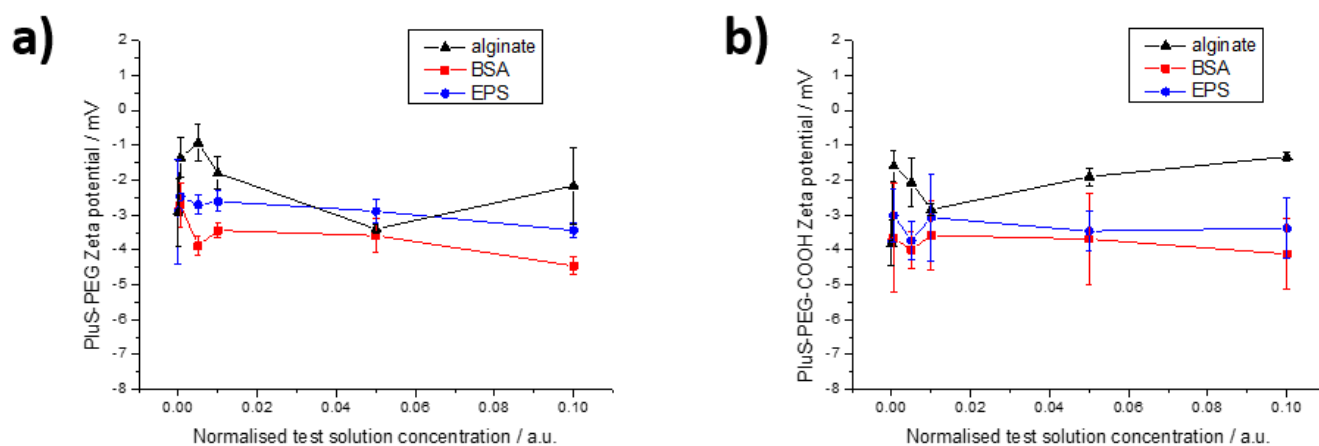 a)
PluS-PEG Zeta potential / mV
2
1
0
-1
-2
-3
-4
-5
-6
-7
-8
alginate
BSA
EPS
0.00 0.02 0.04 0.06 0.08 0.10
Normalised test solution concentration / a.u.
b)
PluS-PEG-COOH Zeta potential / mV
2
1
0
-1
-2
-3
-4
-5
-6
-7
-8
alginate
BSA
EPS
0.00 0.02 0.04 0.06 0.08 0.10
Normalised test solution concentration / a.u.